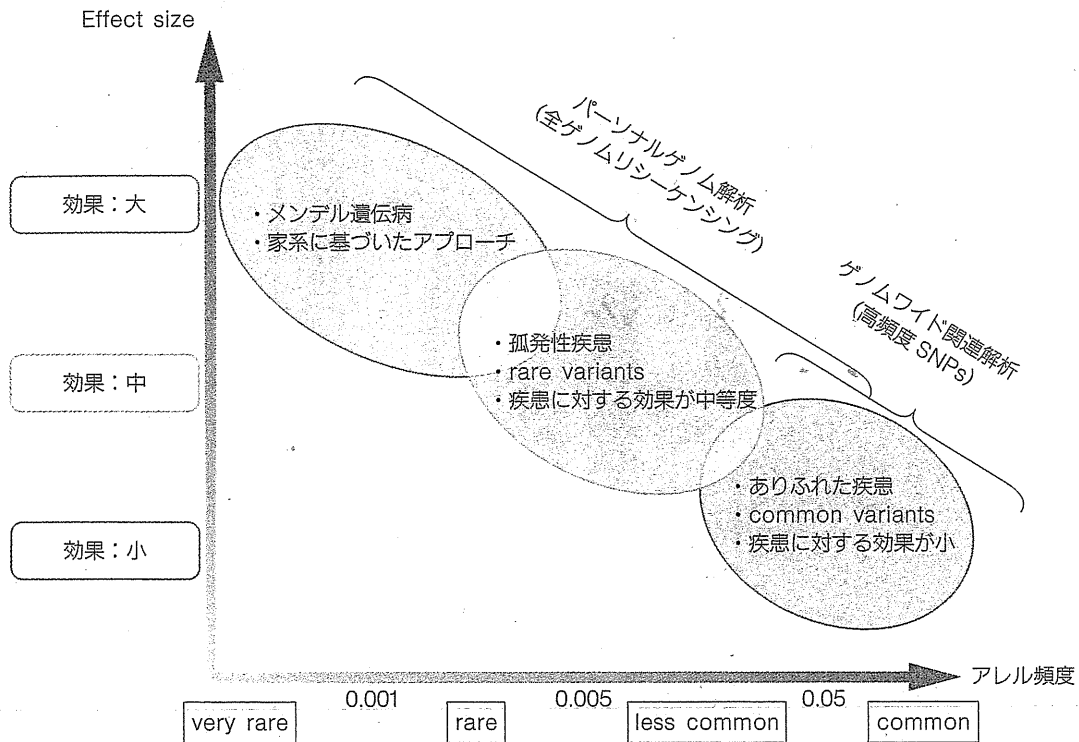 Effect size
パーソナルゲノム解析
(全ゲノムリシーケンシング)
ゲノムワイド関連解析
(高頻度 SNPs)
効果：大
・メンデル遺伝病
・家系に基づいたアプローチ
効果：中
・孤発性疾患
・rare variants
・疾患に対する効果が中等度
効果：小
・ありふれた疾患
・common variants
・疾患に対する効果が小
アレル頻度
0.001
0.005
0.05
very rare
rare
less common
common